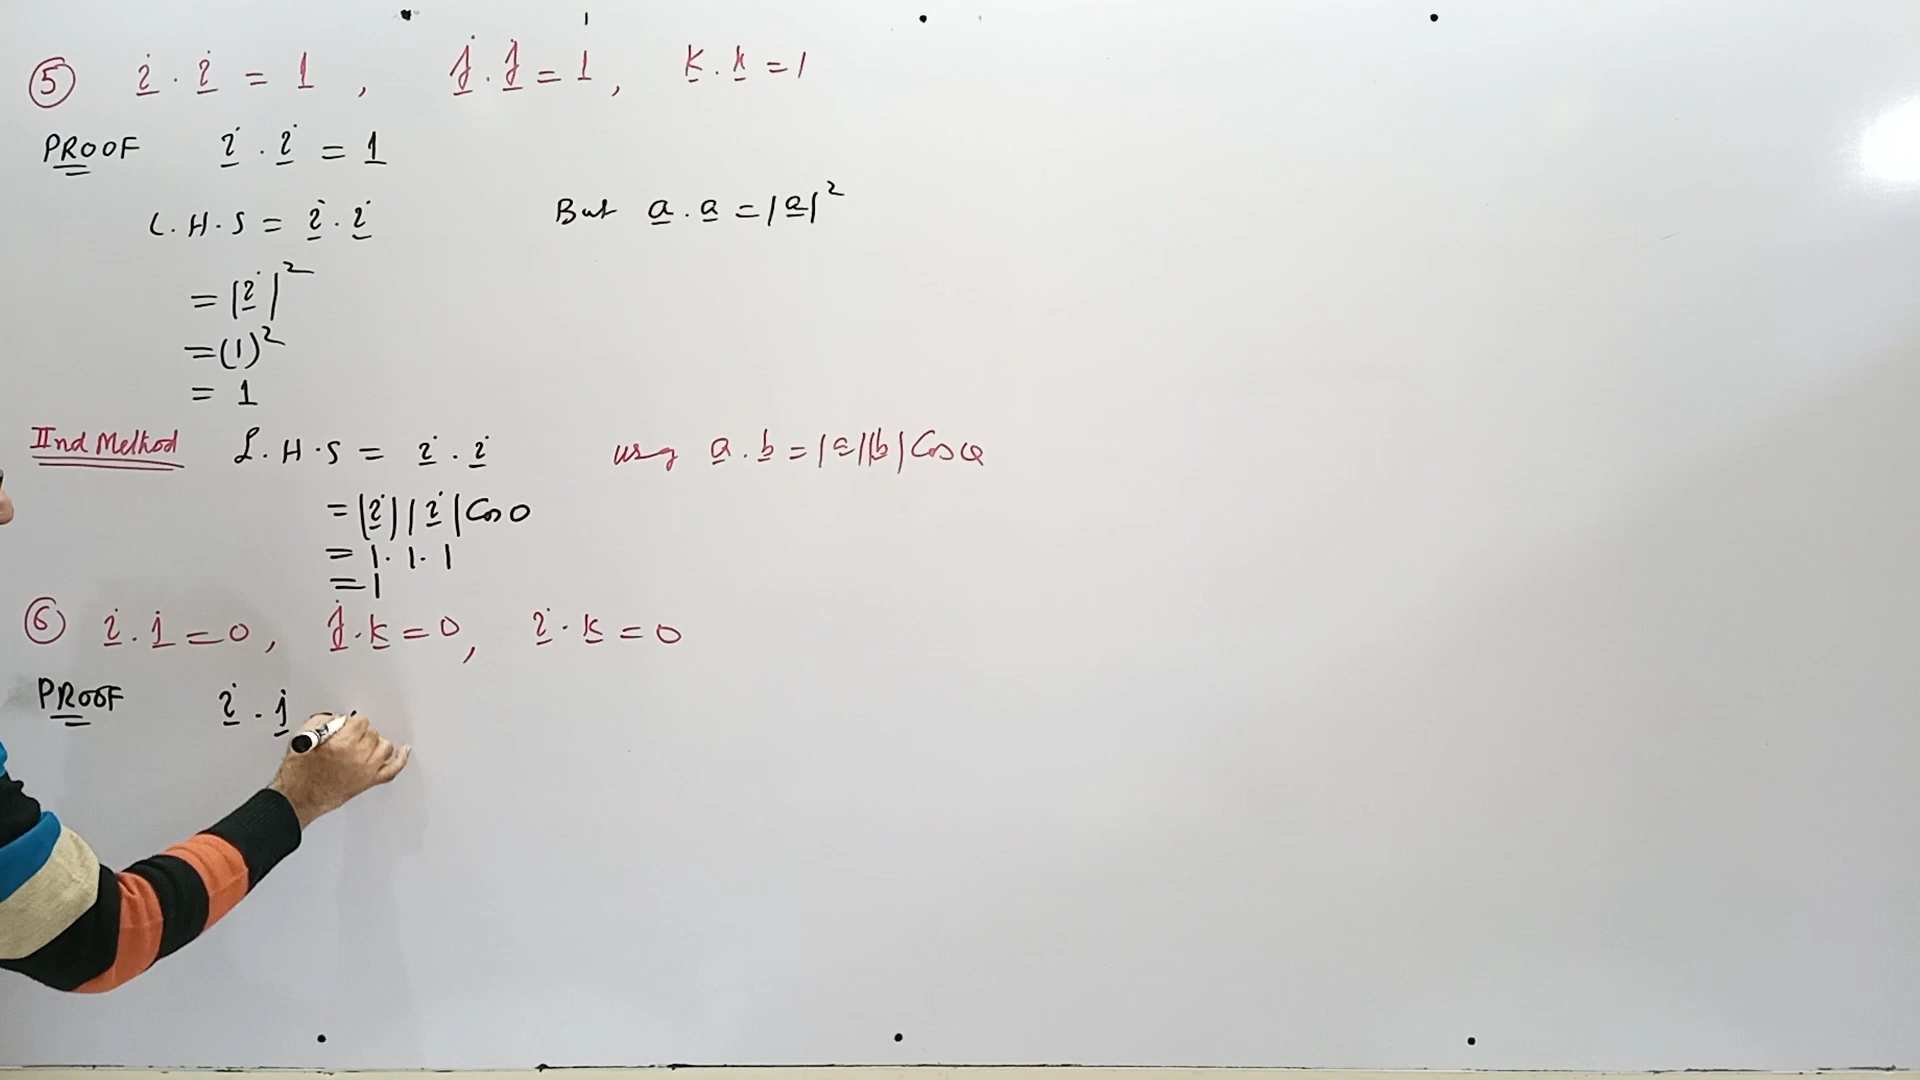 ⑤ i̲ . i̲ = 1 , j̲ . j̲ = 1 , k̲ . k̲ = 1
PROOF i̲ . i̲ = 1
L.H.S = i̲ . i̲ But a̲ . a̲ = |a̲|²
= |i̲|²
= (1)²
= 1
IInd Method L.H.S = i̲ . i̲ using a̲ . b̲ = |a̲||b̲| Cos θ
= |i̲| |i̲| Cos 0
= 1 . 1 . 1
= 1
⑥ i̲ . j̲ = 0 , j̲ . k̲ = 0 , i̲ . k̲ = 0
PROOF i̲ . j̲